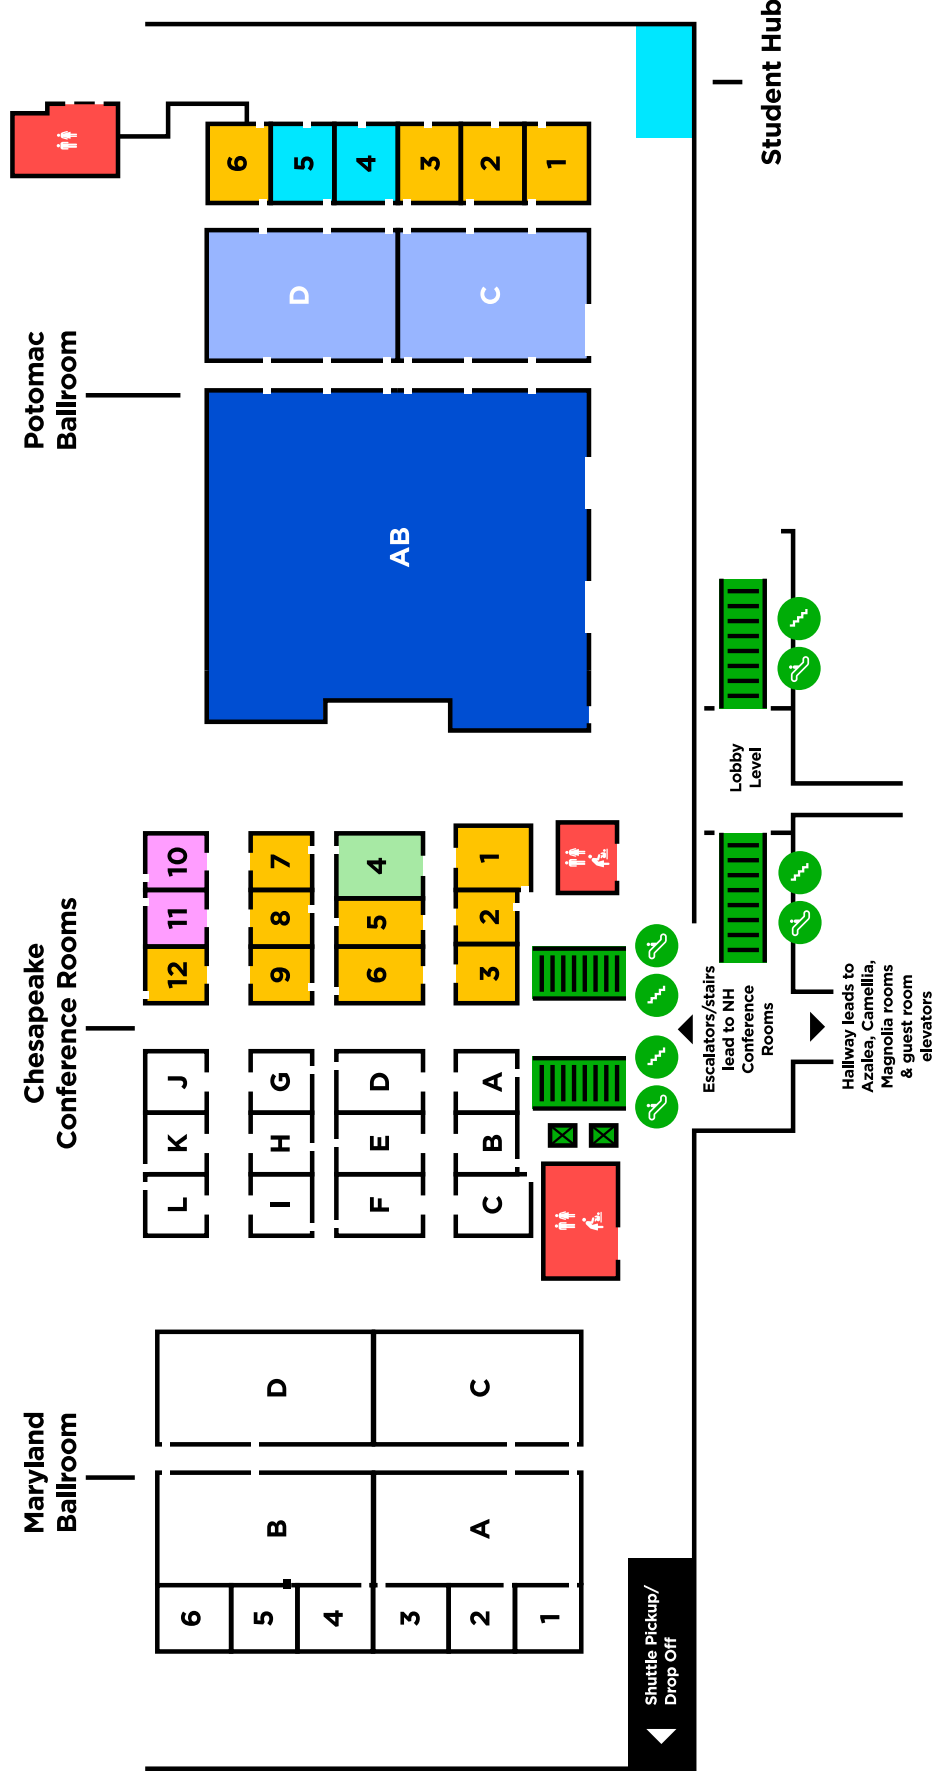 Maryland
Ballroom
6
5
4
3
2
1
B
A
D
C
Chesapeake
Conference Rooms
L
K
J
12
11
10
I
H
G
9
8
7
F
E
D
6
5
4
C
B
A
3
2
1
Potomac
Ballroom
AB
D
C
6
5
4
3
2
1
Shuttle Pickup/
Drop Off
Escalators/stairs
lead to NH
Conference
Rooms
Lobby
Level
Student Hub
Hallway leads to
Azalea, Camellia,
Magnolia rooms
& guest room
elevators